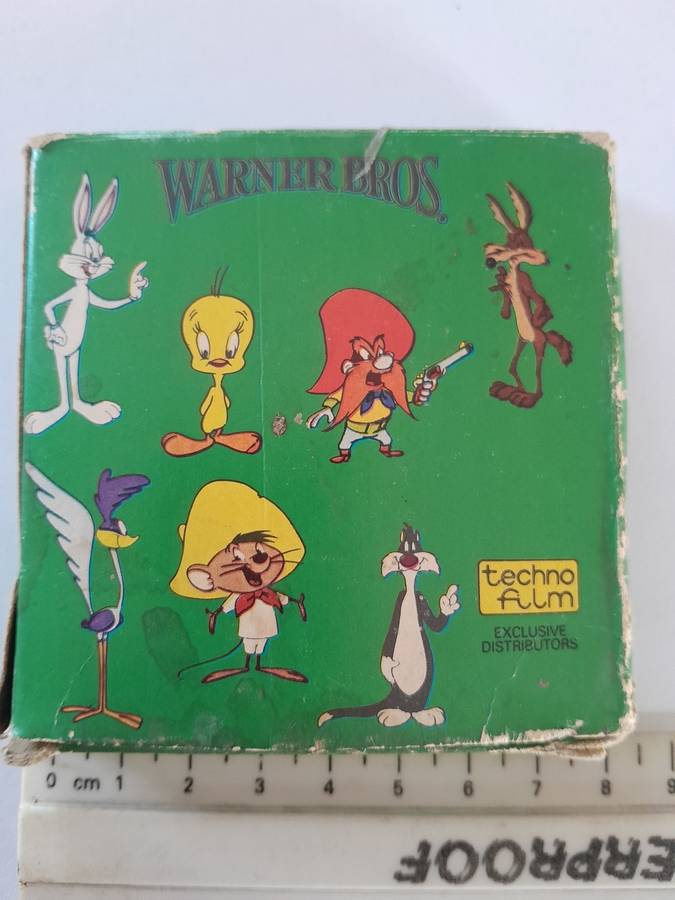 WARNER BROS.
techno
film
EXCLUSIVE
DISTRIBUTORS
0 cm 1 2 3 4 5 6 7 8 9
ERPROOF